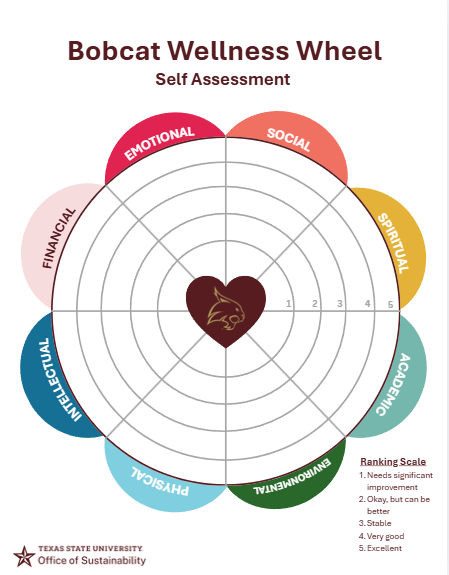 Bobcat Wellness Wheel
Self Assessment
EMOTIONAL
SOCIAL
FINANCIAL
SPIRITUAL
1 2 3 4 5
INTELLECTUAL
ACADEMIC
PHYSICAL
ENVIRONMENTAL
Ranking Scale
1. Needs significant
improvement
2. Okay, but can be
better
3. Stable
4. Very good
5. Excellent
TEXAS STATE UNIVERSITY.
Office of Sustainability